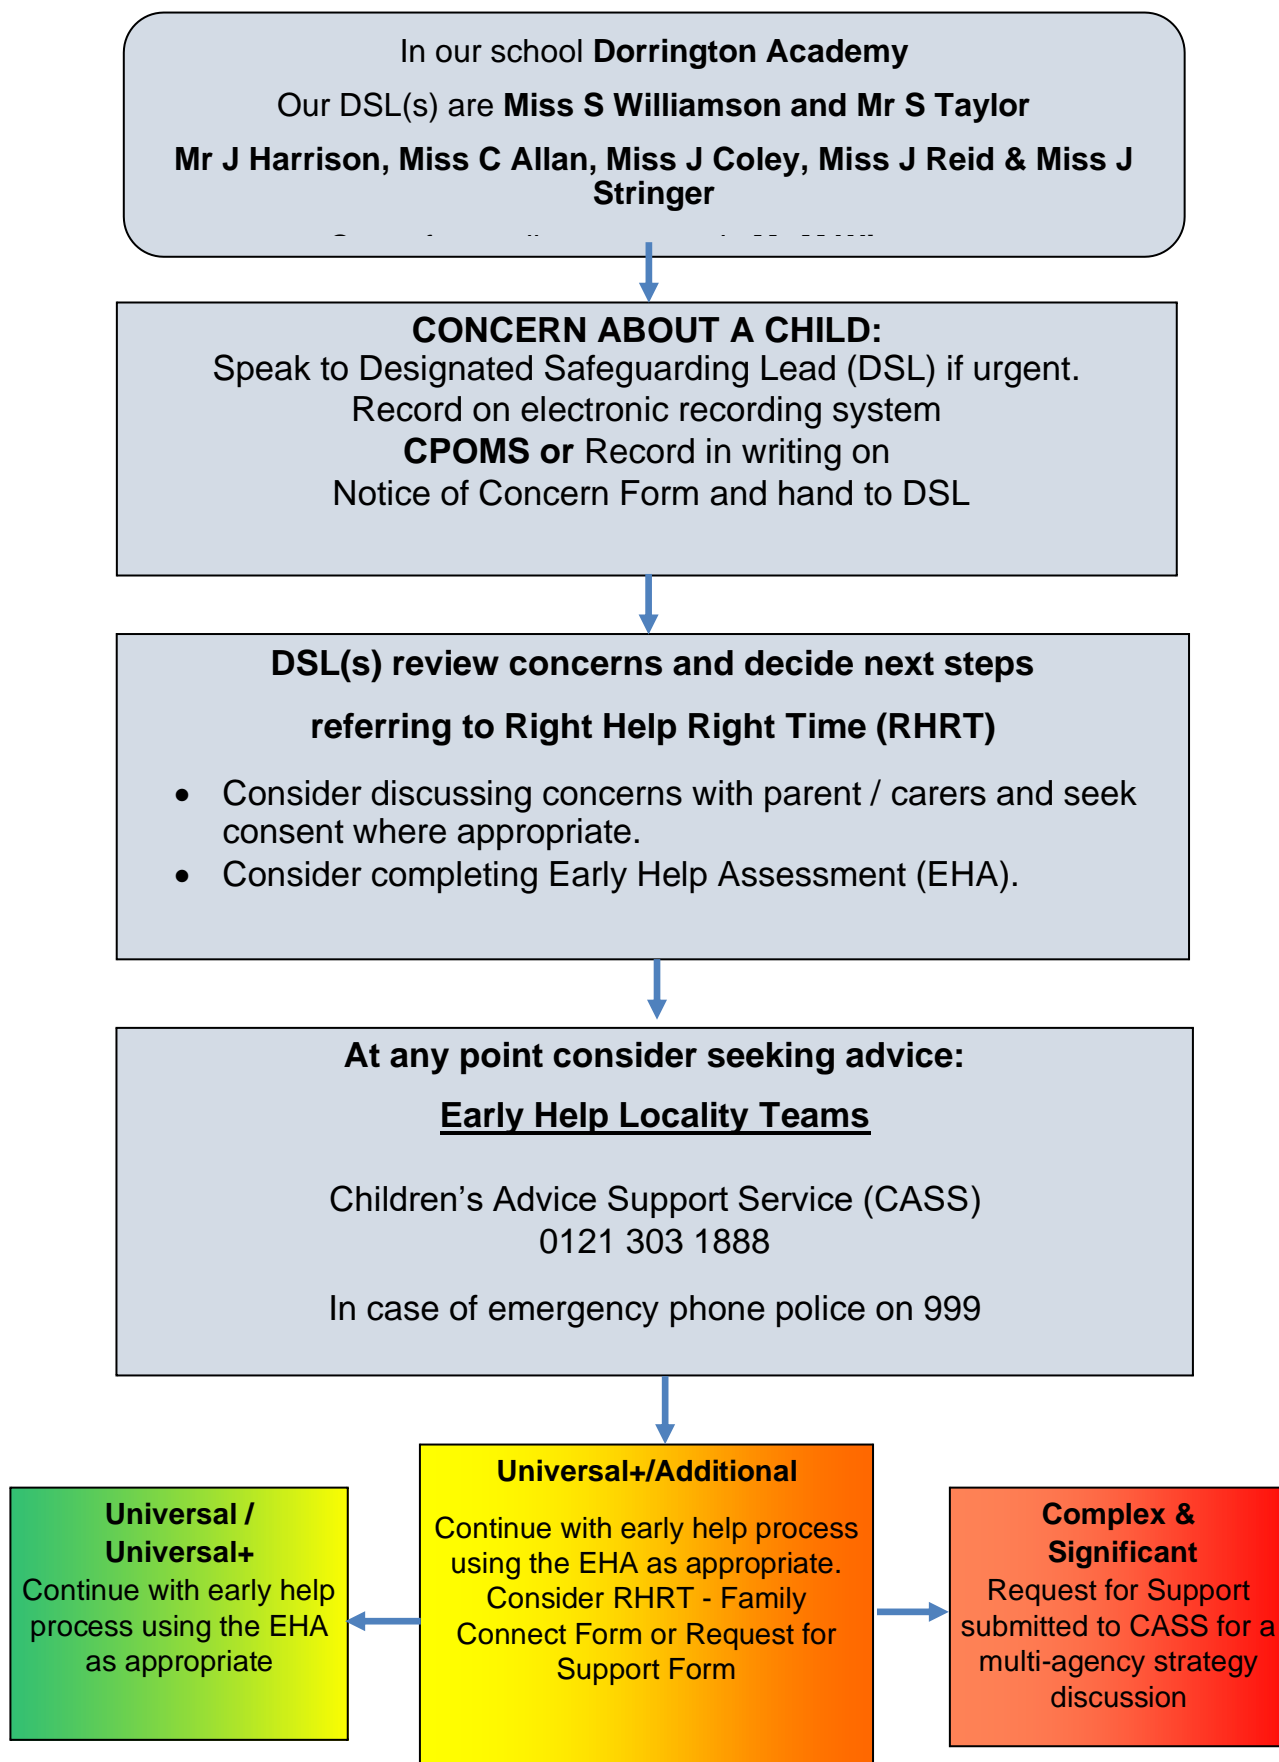 In our school Dorrington Academy
Our DSL(s) are Miss S Williamson and Mr S Taylor
Mr J Harrison, Miss C Allan, Miss J Coley, Miss J Reid & Miss J
Stringer
CONCERN ABOUT A CHILD:
Speak to Designated Safeguarding Lead (DSL) if urgent.
Record on electronic recording system
CPOMS or Record in writing on
Notice of Concern Form and hand to DSL
DSL(s) review concerns and decide next steps
referring to Right Help Right Time (RHRT)
• Consider discussing concerns with parent / carers and seek
consent where appropriate.
• Consider completing Early Help Assessment (EHA).
At any point consider seeking advice:
Early Help Locality Teams
Children’s Advice Support Service (CASS)
0121 303 1888
In case of emergency phone police on 999
Universal /
Universal+
Continue with early help
process using the EHA
as appropriate
Universal+/Additional
Continue with early help process
using the EHA as appropriate.
Consider RHRT - Family
Connect Form or Request for
Support Form
Complex &
Significant
Request for Support
submitted to CASS for a
multi-agency strategy
discussion